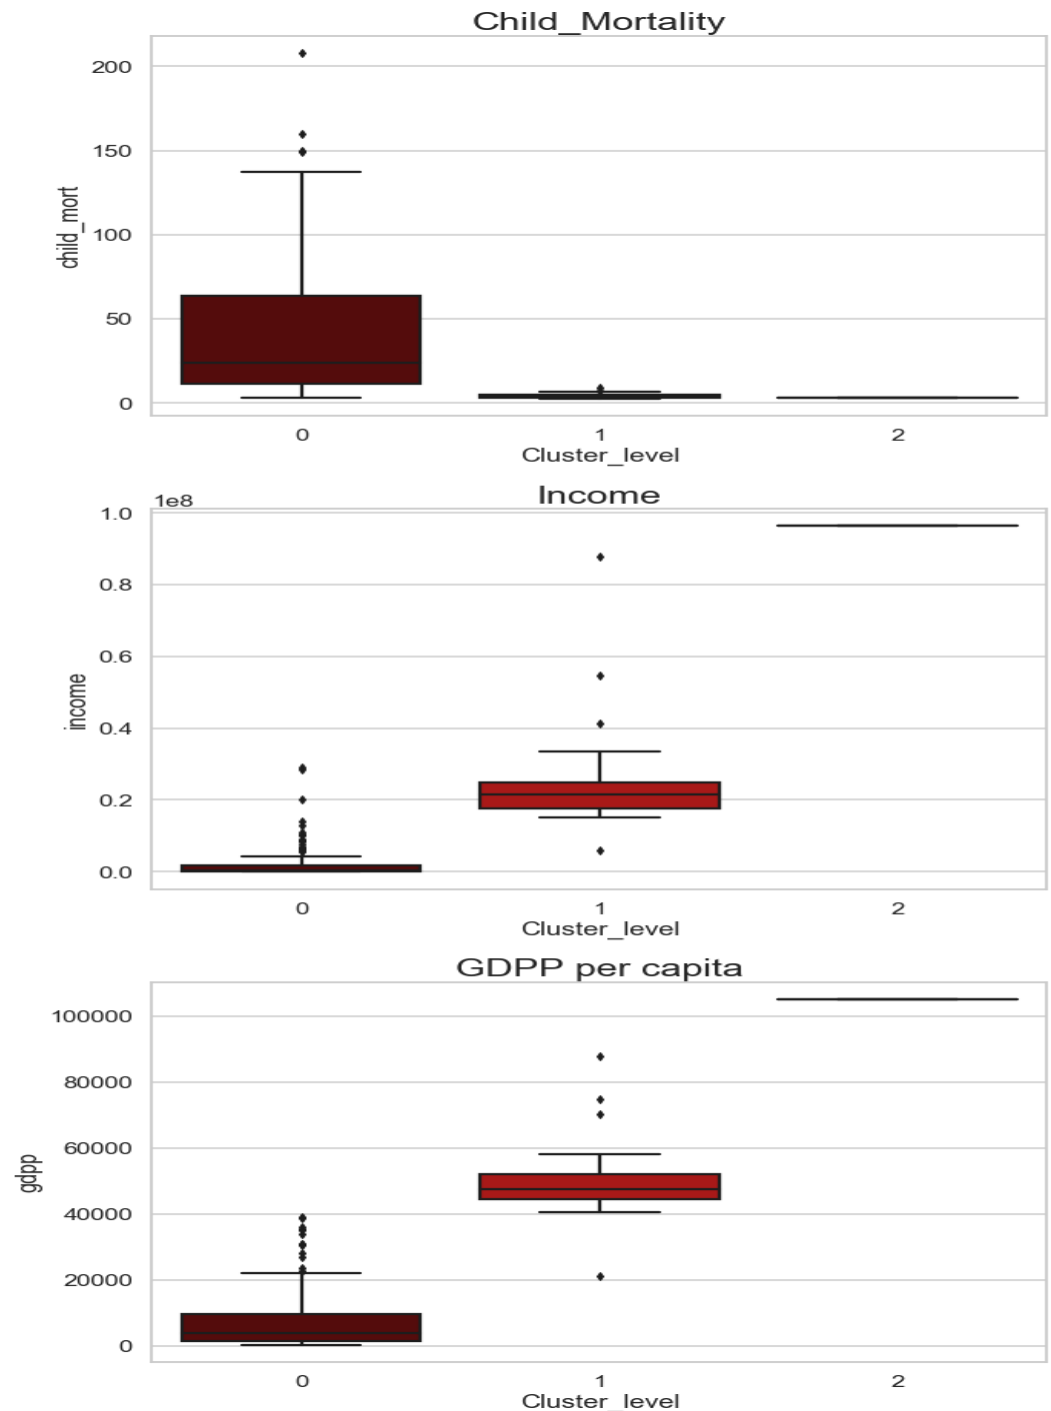 Child_Mortality
200
150
100
50
0
child_mort
0 1 2
Cluster_level
Income
1e8
1.0
0.8
0.6
0.4
0.2
0.0
income
0 1 2
Cluster_level
GDPP per capita
100000
80000
60000
40000
20000
0
gdpp
0 1 2
Cluster_level